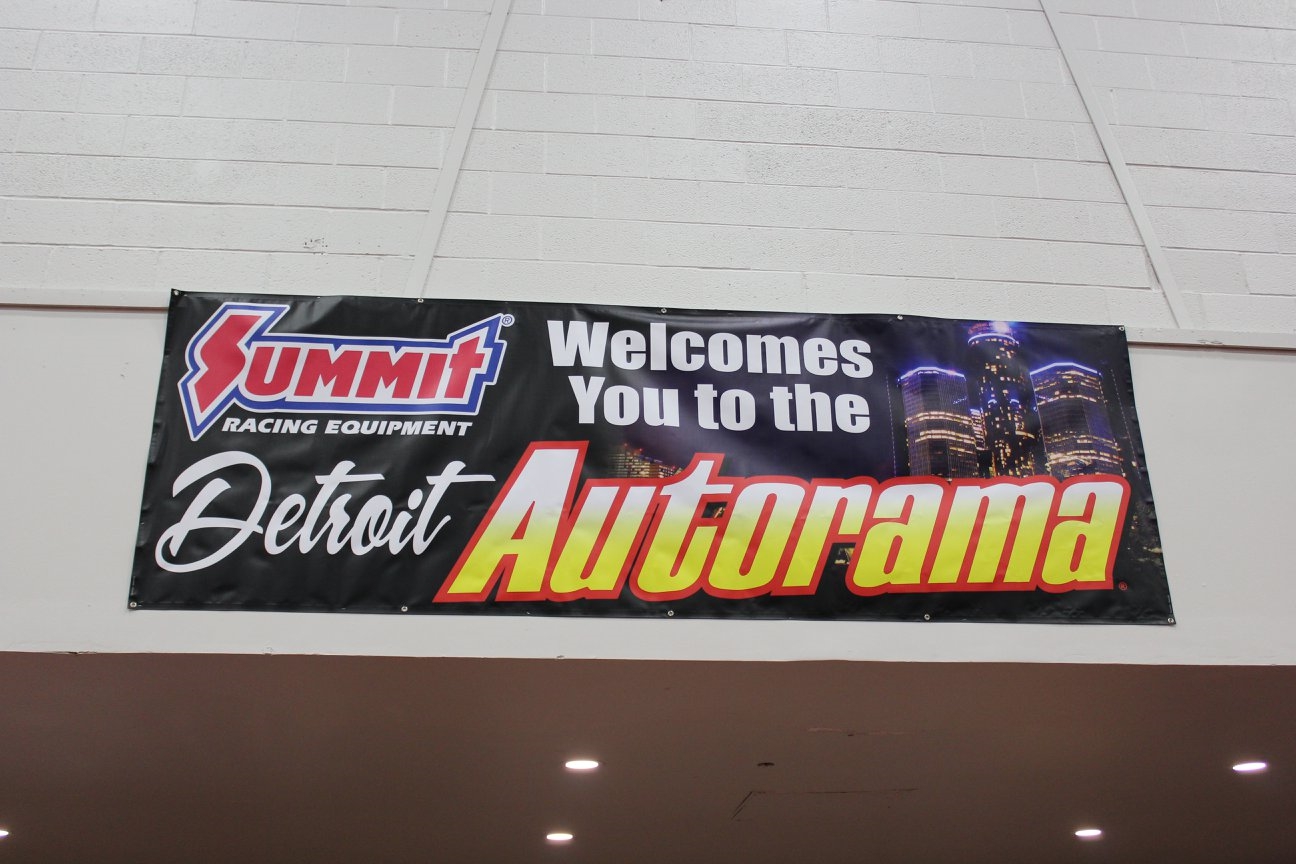 Summit®
RACING EQUIPMENT
Welcomes
You to the
Detroit Autorama®